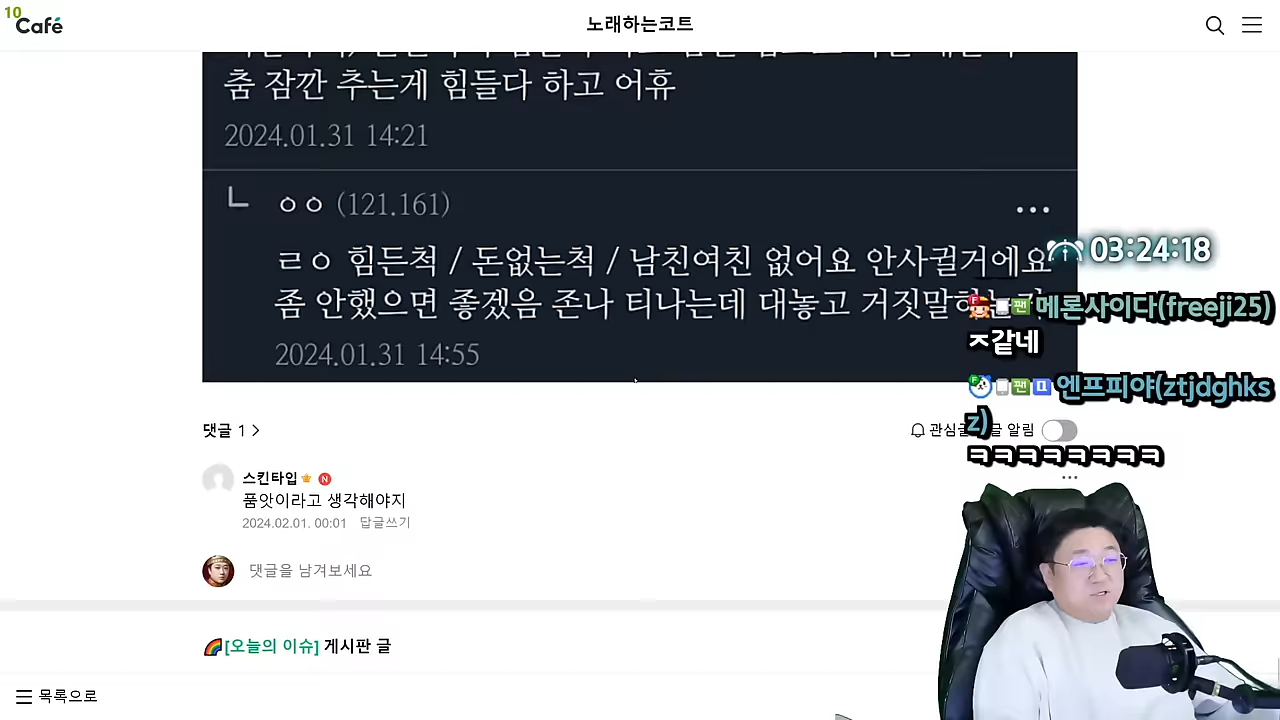 10
Café
노래하는코트
춤 잠깐 추는게 힘들다 하고 어휴
2024.01.31 14:21
ㄴ ㅇㅇ (121.161)
ㄹㅇ 힘든척 / 돈없는척 / 남친여친 없어요 안사귈거에요
좀 안했으면 좋겠음 존나 티나는데 대놓고 거짓말하는거
2024.01.31 14:55
03:24:18
메론사이다(freeji25)
ㅈ같네
엔프피야(ztjdghks
z)
ㅋㅋㅋㅋㅋㅋㅋㅋ
댓글 1
관심글 댓글 알림
스킨타입
품앗이라고 생각해야지
2024.02.01. 00:01 답글쓰기
댓글을 남겨보세요
[오늘의 이슈] 게시판 글
목록으로